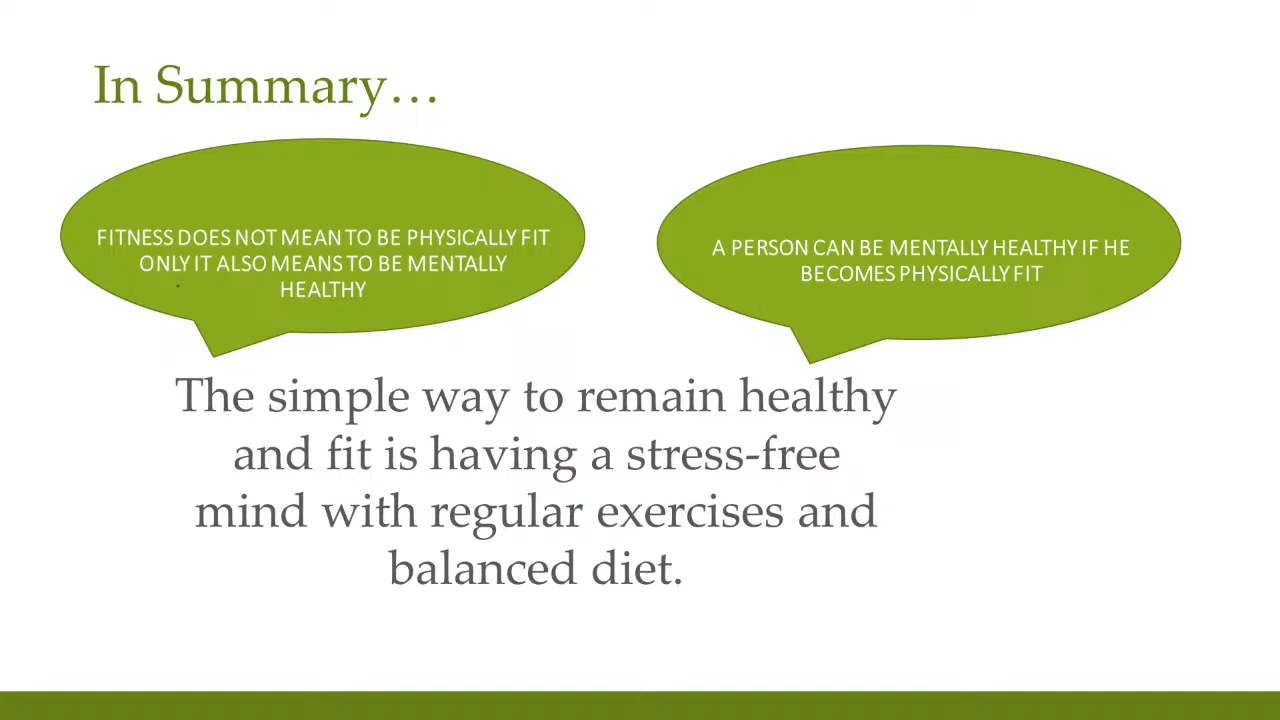 In Summary…
FITNESS DOES NOT MEAN TO BE PHYSICALLY FIT
ONLY IT ALSO MEANS TO BE MENTALLY
HEALTHY
A PERSON CAN BE MENTALLY HEALTHY IF HE
BECOMES PHYSICALLY FIT
The simple way to remain healthy
and fit is having a stress-free
mind with regular exercises and
balanced diet.